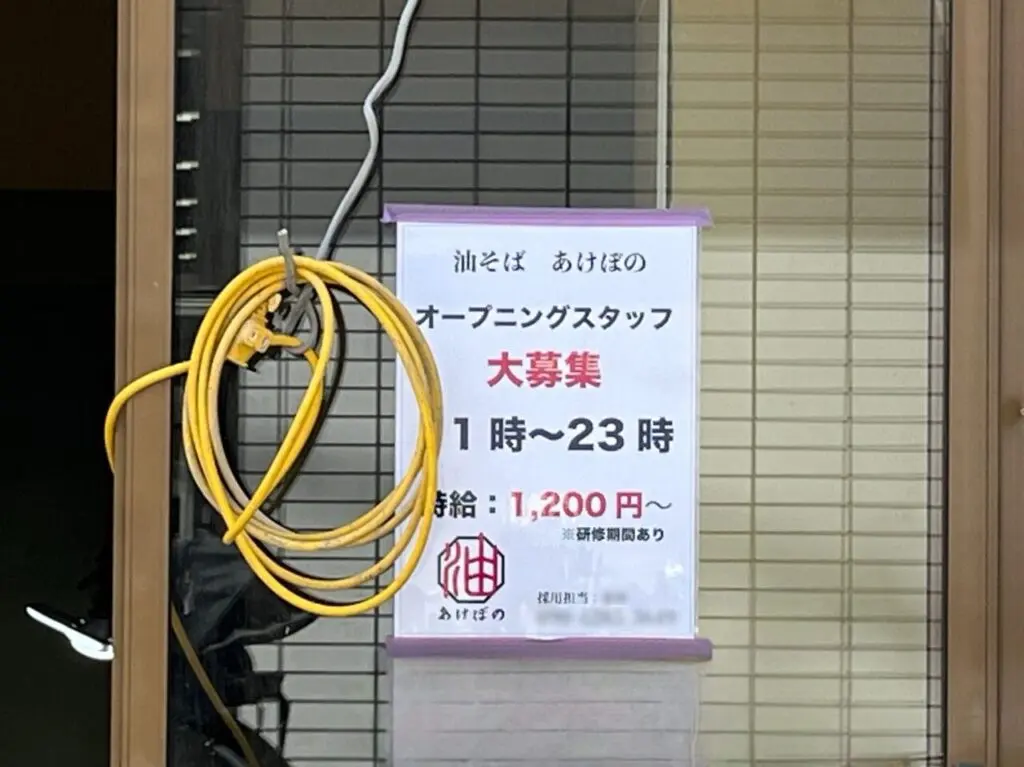 油そば　あけぼの
オープニングスタッフ
大募集
1時〜23時
時給：1,200円〜
※研修期間あり
油
あけぼの
採用担当：